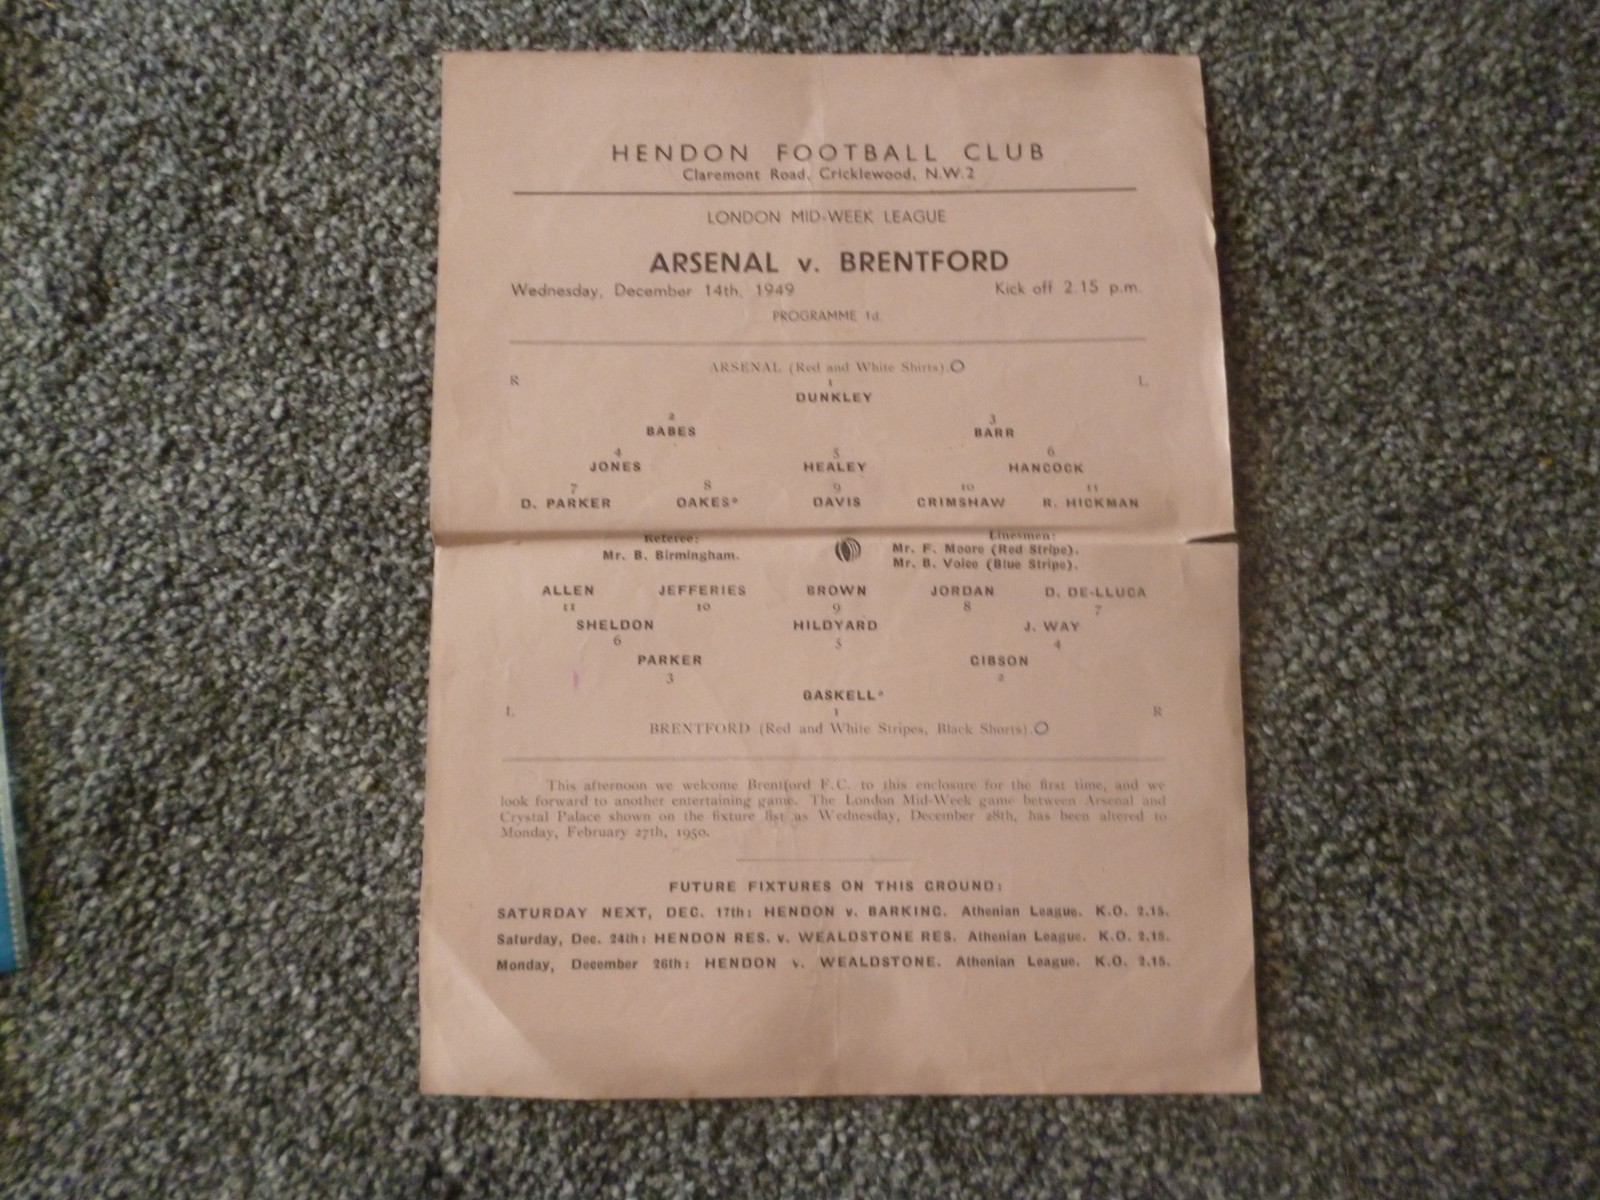 HENDON FOOTBALL CLUB
Claremont Road, Cricklewood, N.W.2
LONDON MID-WEEK LEAGUE
ARSENAL v. BRENTFORD
Wednesday, December 14th, 1949 Kick off 2.15 p.m.
PROGRAMME 1d.
ARSENAL (Red and White Shirts). O
R 1 L
DUNKLEY
2 3
BABES BARR
4 5 6
JONES HEALEY HANCOCK
7 8 9 10 11
D. PARKER OAKES* DAVIS GRIMSHAW R. HICKMAN
Referee: Linesmen:
Mr. B. Birmingham. Mr. F. Moore (Red Stripe).
Mr. B. Voice (Blue Stripe).
ALLEN JEFFERIES BROWN JORDAN D. DE-LLUCA
11 10 9 8 7
SHELDON HILDYARD J. WAY
6 5 4
PARKER GIBSON
3 2
GASKELL*
L 1 R
BRENTFORD (Red and White Stripes, Black Shorts). O
This afternoon we welcome Brentford F.C. to this enclosure for the first time, and we
look forward to another entertaining game. The London Mid-Week game between Arsenal and
Crystal Palace shown on the fixture list as Wednesday, December 28th, has been altered to
Monday, February 27th, 1950.
FUTURE FIXTURES ON THIS GROUND:
SATURDAY NEXT, DEC. 17th: HENDON v. BARKING. Athenian League. K.O. 2.15.
Saturday, Dec. 24th: HENDON RES. v. WEALDSTONE RES. Athenian League. K.O. 2.15.
Monday, December 26th: HENDON v. WEALDSTONE. Athenian League. K.O. 2.15.